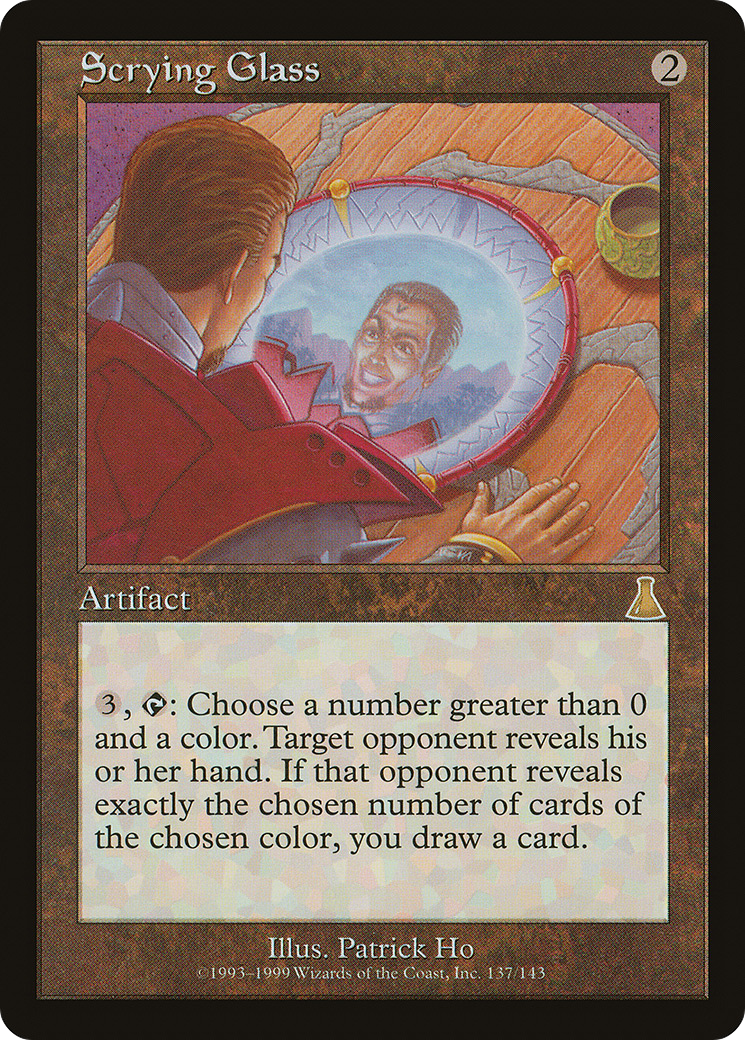 Scrying Glass 2
Artifact
3, : Choose a number greater than 0
and a color. Target opponent reveals his
or her hand. If that opponent reveals
exactly the chosen number of cards of
the chosen color, you draw a card.
Illus. Patrick Ho
©1993–1999 Wizards of the Coast, Inc. 137/143